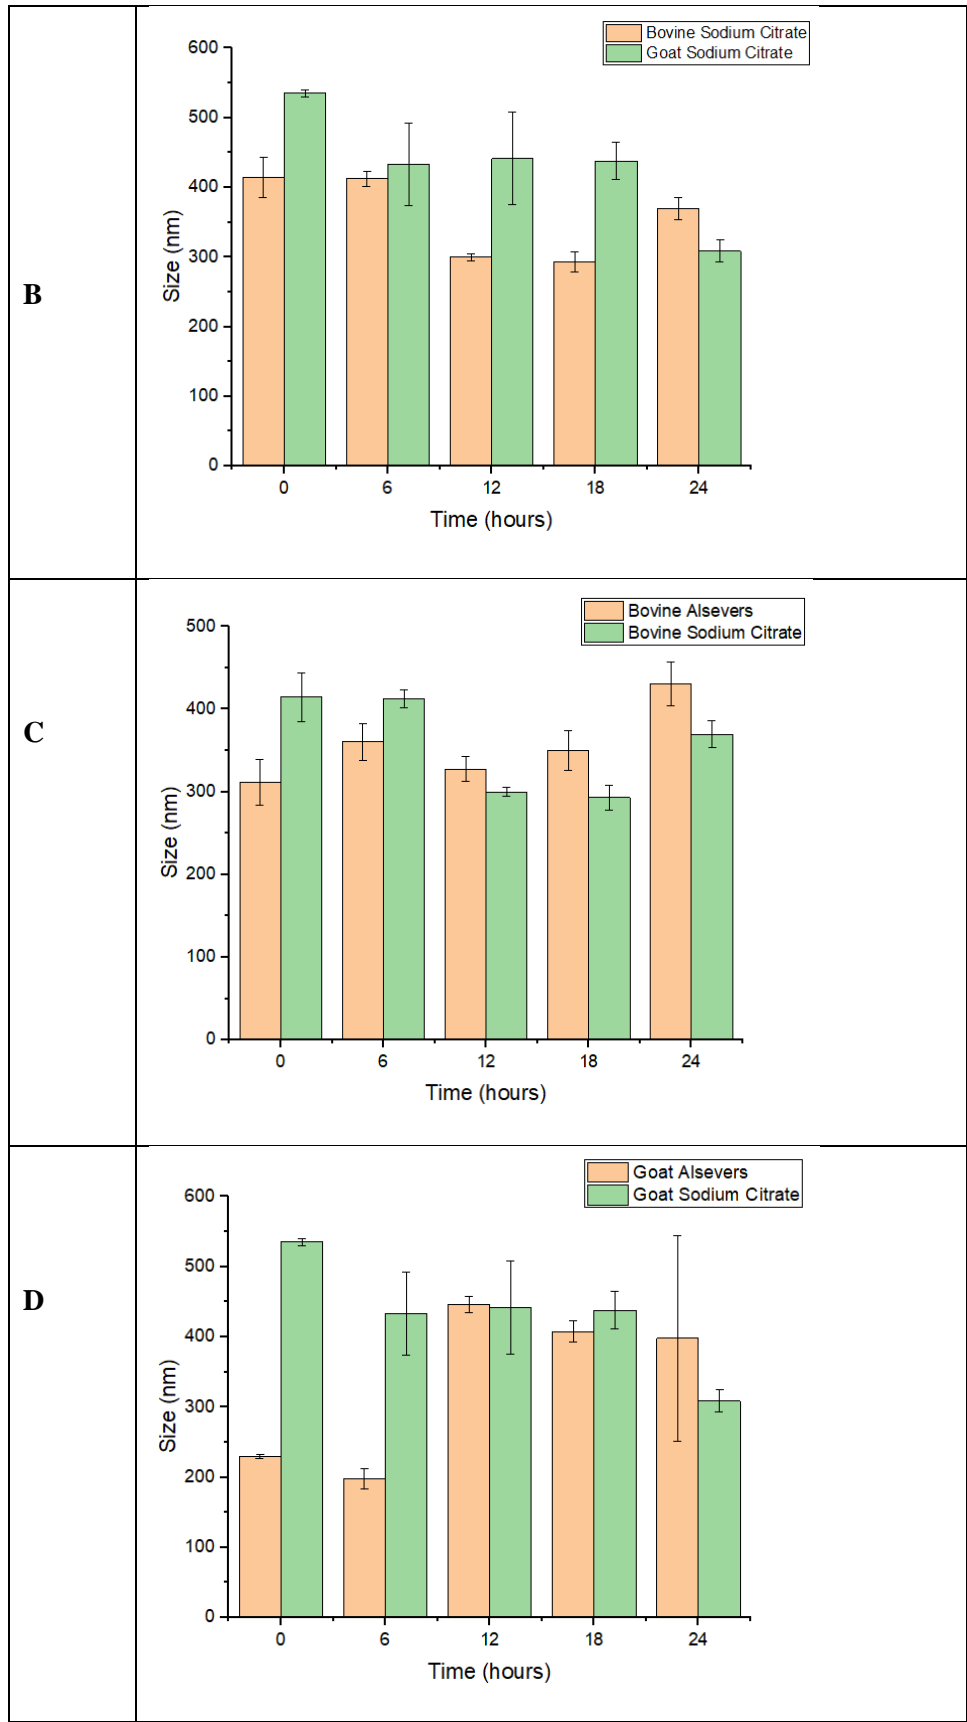 B
Bovine Sodium Citrate
Goat Sodium Citrate
600
500
400
300
200
100
0
Size (nm)
0 6 12 18 24
Time (hours)
C
Bovine Alsevers
Bovine Sodium Citrate
500
400
300
200
100
0
Size (nm)
0 6 12 18 24
Time (hours)
D
Goat Alsevers
Goat Sodium Citrate
600
500
400
300
200
100
0
Size (nm)
0 6 12 18 24
Time (hours)